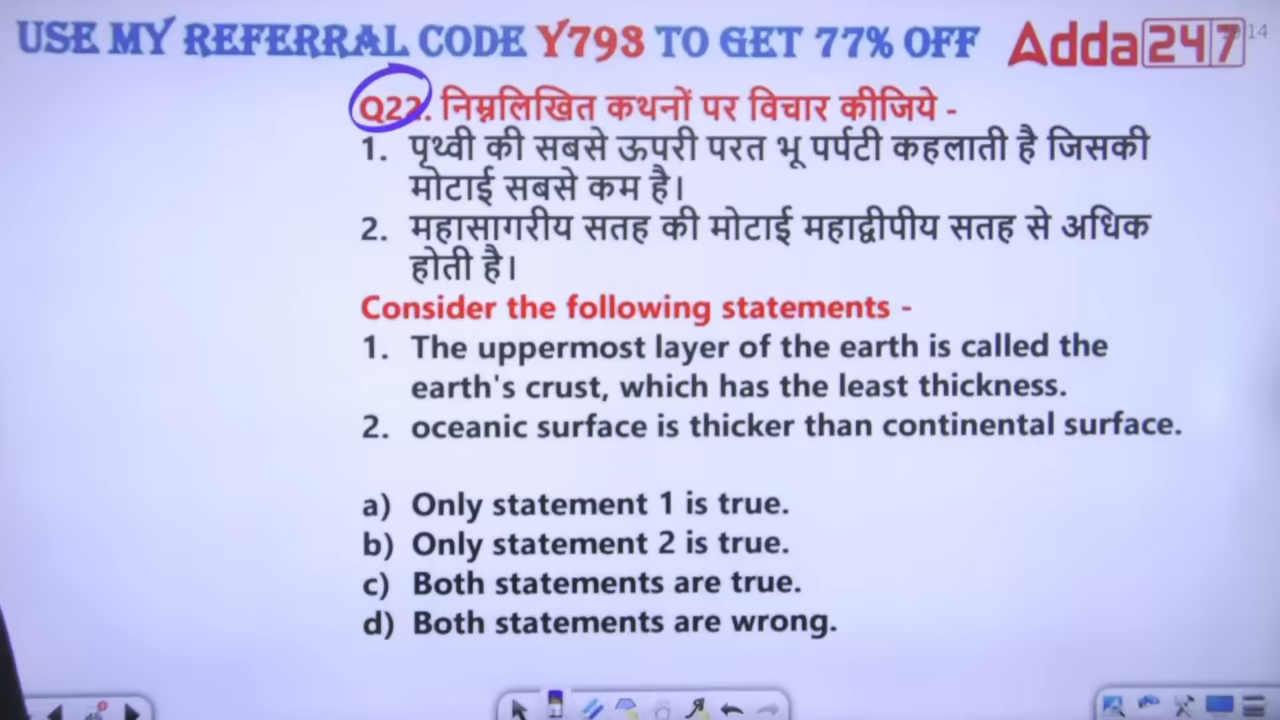 USE MY REFERRAL CODE Y793 TO GET 77% OFF
Adda247
Q22. निम्नलिखित कथनों पर विचार कीजिये -
1. पृथ्वी की सबसे ऊपरी परत भू पर्पटी कहलाती है जिसकी
मोटाई सबसे कम है।
2. महासागरीय सतह की मोटाई महाद्वीपीय सतह से अधिक
होती है।
Consider the following statements -
1. The uppermost layer of the earth is called the
earth's crust, which has the least thickness.
2. oceanic surface is thicker than continental surface.
a) Only statement 1 is true.
b) Only statement 2 is true.
c) Both statements are true.
d) Both statements are wrong.